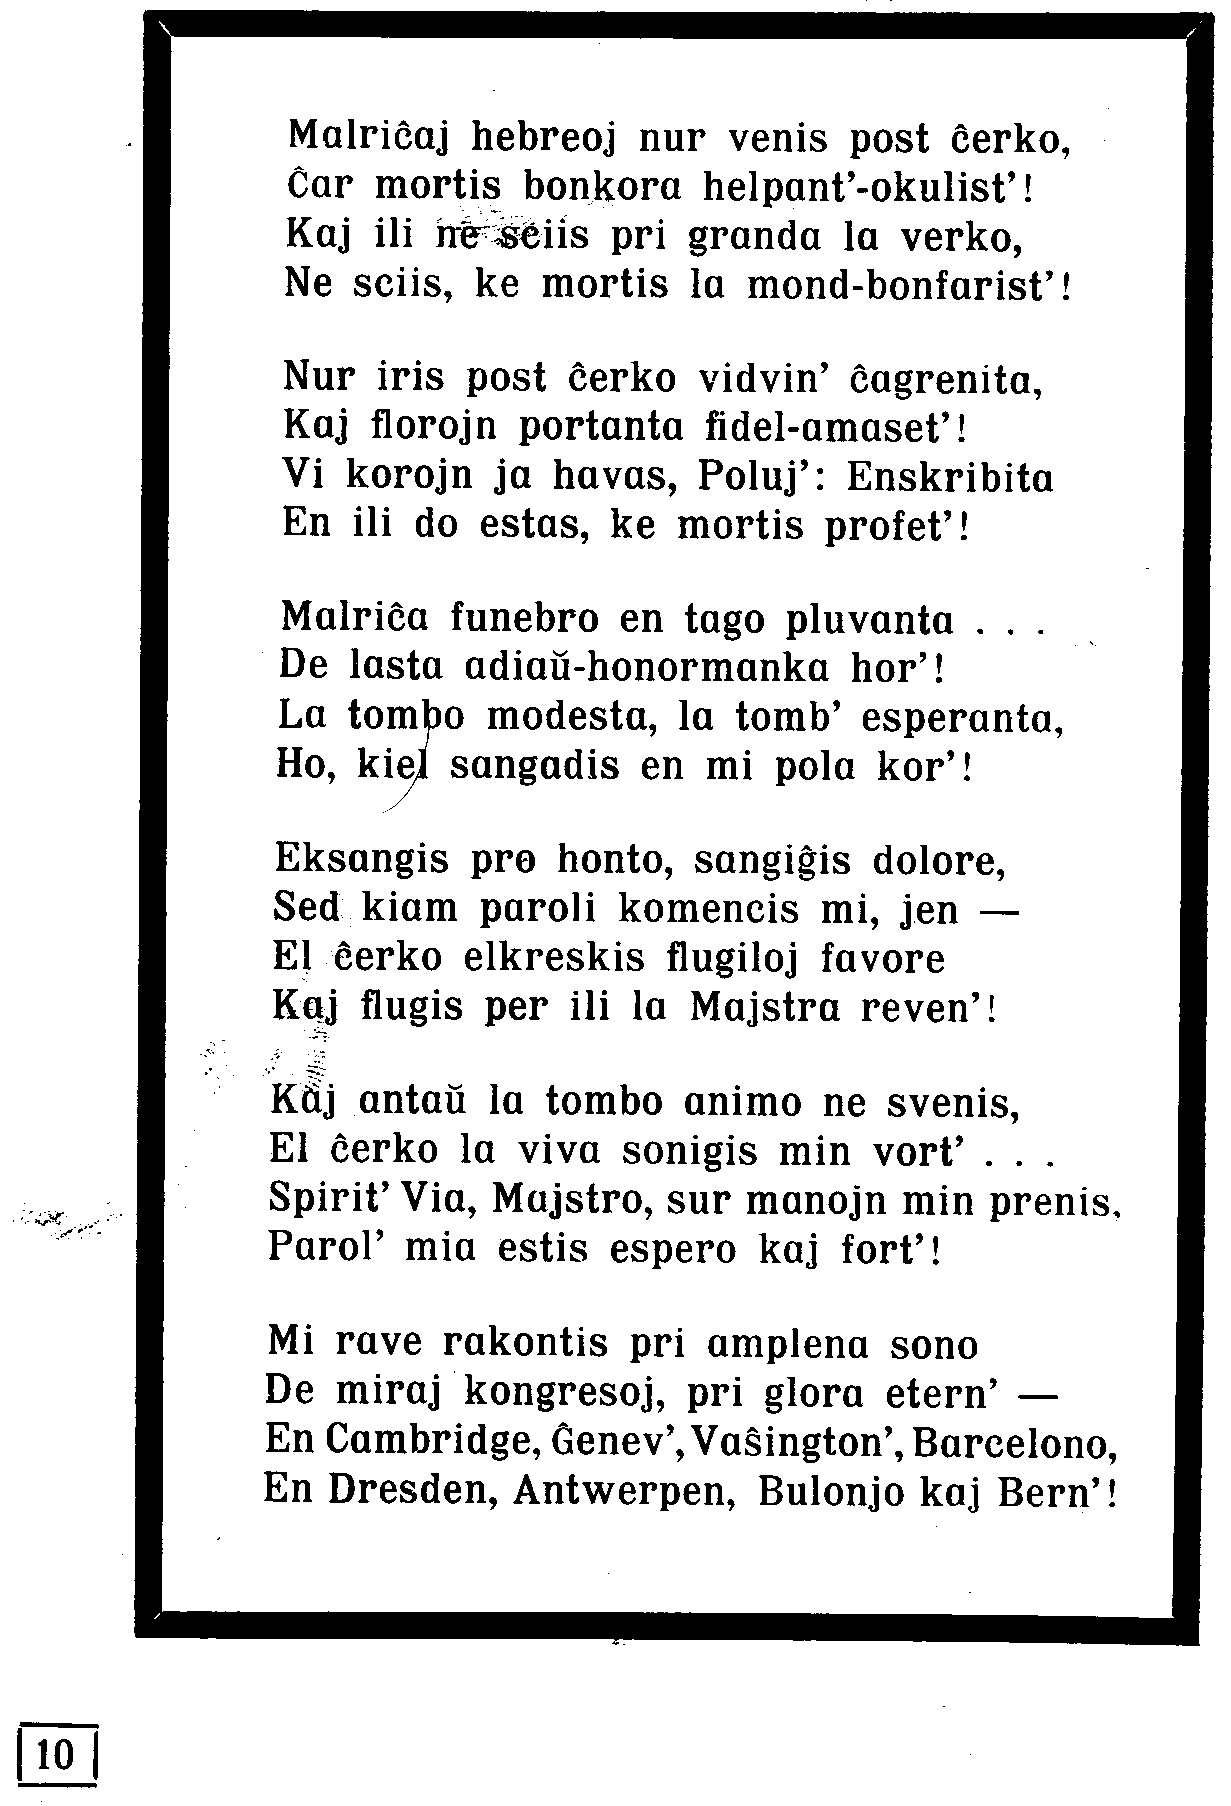 Malriĉaj hebreoj nur venis post ĉerko,
Ĉar mortis bonkora helpant'-okulist'!
Kaj ili ne sciis pri granda la verko,
Ne sciis, ke mortis la mond-bonfarist'!

Nur iris post ĉerko vidvin' ĉagrenita,
Kaj florojn portanta fidel-amaset'!
Vi korojn ja havas, Poluj': Enskribita
En ili do estas, ke mortis profet'!

Malriĉa funebro en tago pluvanta . . .
De lasta adiaŭ-honormanka hor'!
La tombo modesta, la tomb' esperanta,
Ho, kiel sangadis en mi pola kor'!

Eksangis pro honto, sangiĝis dolore,
Sed kiam paroli komencis mi, jen —
El ĉerko elkreskis flugiloj favore
Kaj flugis per ili la Majstra reven'!

Kaj antaŭ la tombo animo ne svenis,
El ĉerko la viva sonigis min vort' . . .
Spirit' Via, Majstro, sur manojn min prenis,
Parol' mia estis espero kaj fort'!

Mi rave rakontis pri amplena sono
De miraj kongresoj, pri glora etern' —
En Cambridge, Ĝenev', Vaŝington', Barcelono,
En Dresden, Antwerpen, Bulonjo kaj Bern'!

10